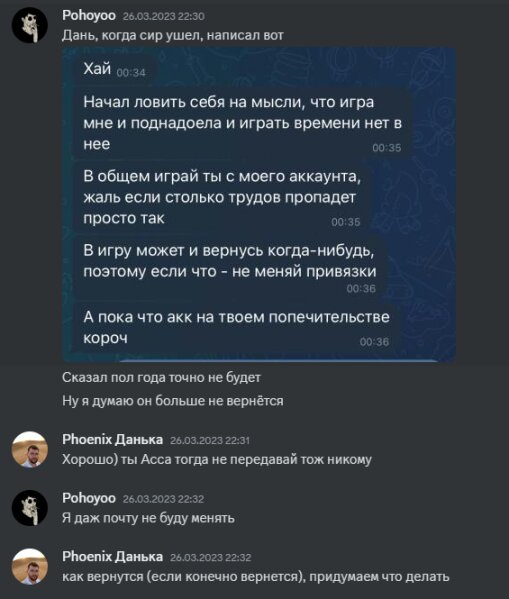 Pohoyoo 26.03.2023 22:30
Дань, когда сир ушел, написал вот
Хай 00:34
Начал ловить себя на мысли, что игра
мне и поднадоела и играть времени нет в
нее
00:35
В общем играй ты с моего аккаунта,
жаль если столько трудов пропадет
просто так
00:35
В игру может и вернусь когда-нибудь,
поэтому если что - не меняй привязки
00:36
А пока что акк на твоем попечительстве
короч
00:36
Сказал пол года точно не будет
Ну я думаю он больше не вернётся
Phoenix Данька 26.03.2023 22:31
Хорошо) ты Асса тогда не передавай тож никому
Pohoyoo 26.03.2023 22:32
Я даж почту не буду менять
Phoenix Данька 26.03.2023 22:32
как вернутся (если конечно вернется), придумаем что делать